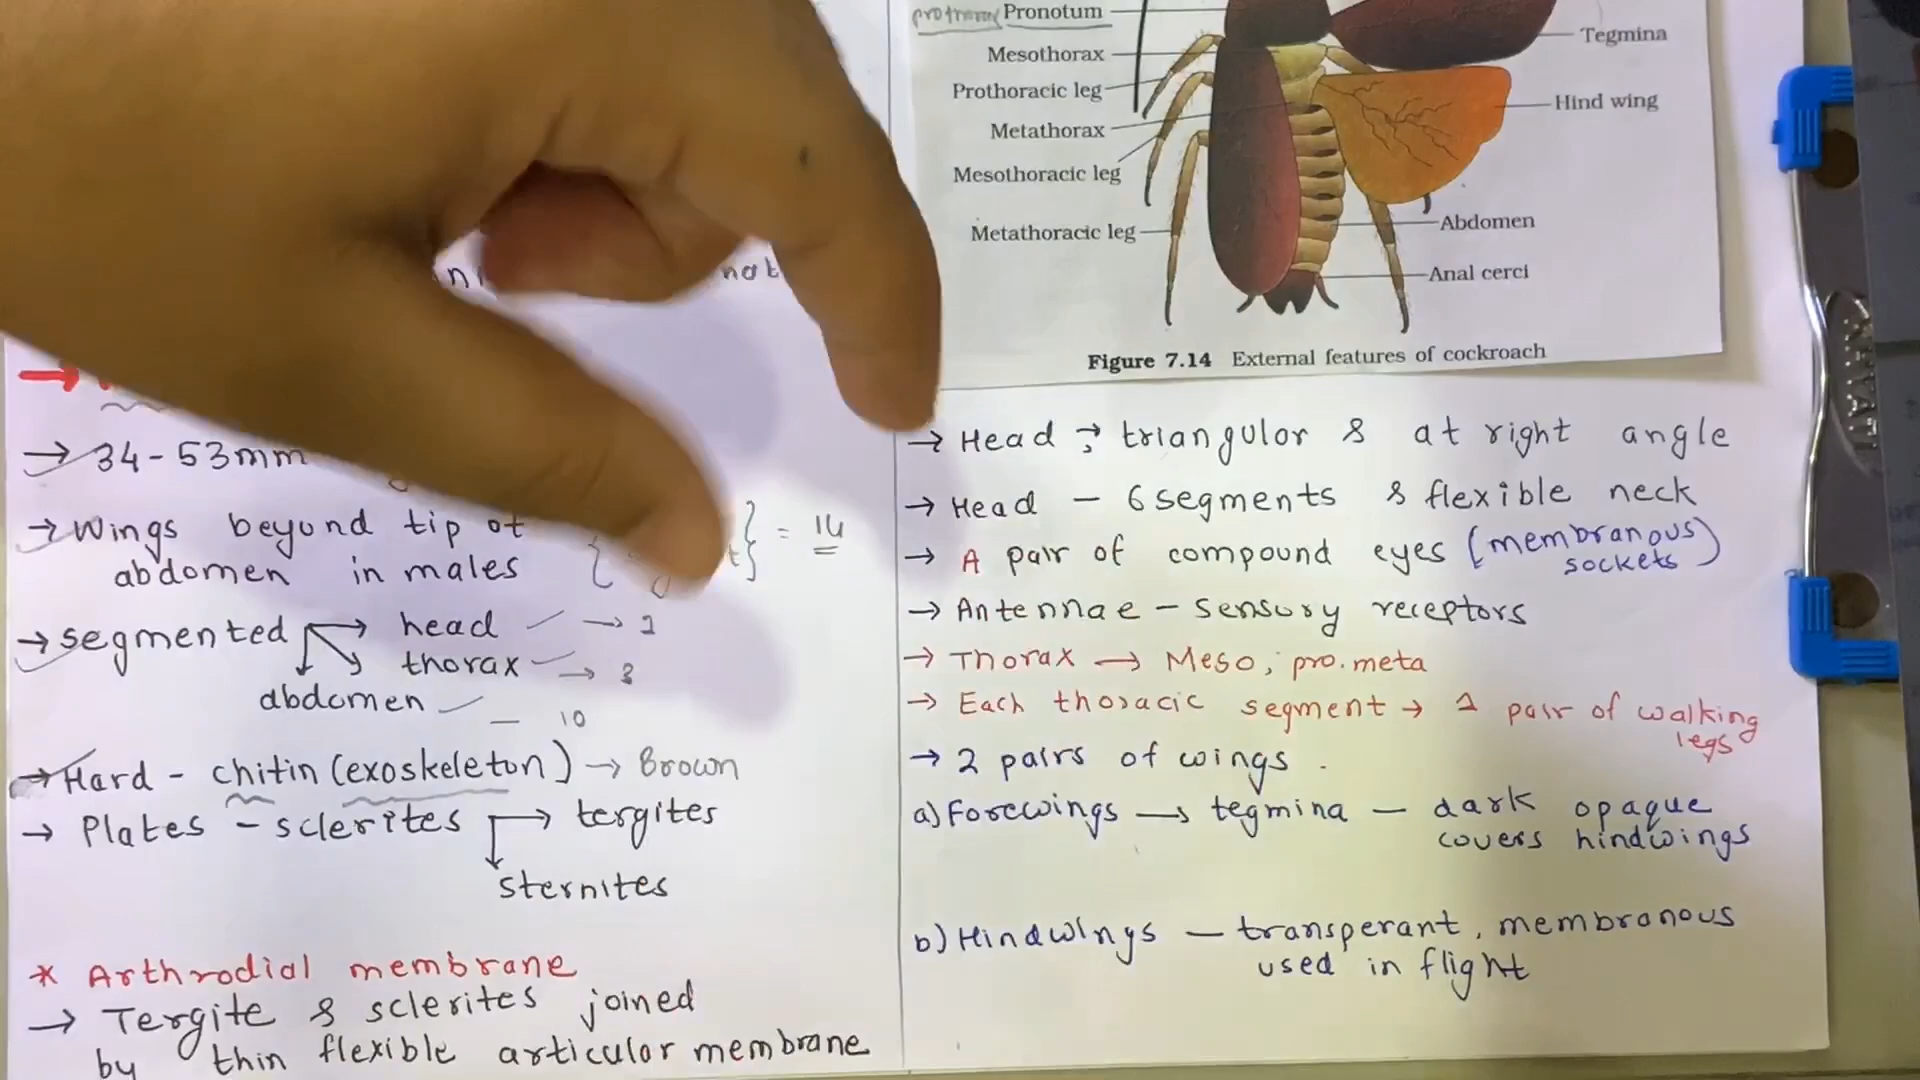 not
34-53mm
→ Wings beyond tip of
abdomen in males
} = 14
→ segmented → head → 1
thorax → 3
abdomen — 10
→ Hard - chitin (exoskeleton) → Brown
→ Plates - sclerites → tergites
sternites
* Arthrodial membrane
→ Tergite & sclerites joined
by thin flexible articular membrane
Pronotum
Mesothorax
Prothoracic leg
Metathorax
Mesothoracic leg
Metathoracic leg
Tegmina
Hind wing
Abdomen
Anal cerci
Figure 7.14 External features of cockroach
→ Head → triangular & at right angle
→ Head - 6 segments & flexible neck
→ A pair of compound eyes (membranous
sockets)
→ Antennae - sensory receptors
→ Thorax → Meso, pro. meta
→ Each thoracic segment → 1 pair of walking
legs
→ 2 pairs of wings.
a) Forewings → tegmina — dark opaque
covers hindwings
b) Hindwings — transperant, membranous
used in flight